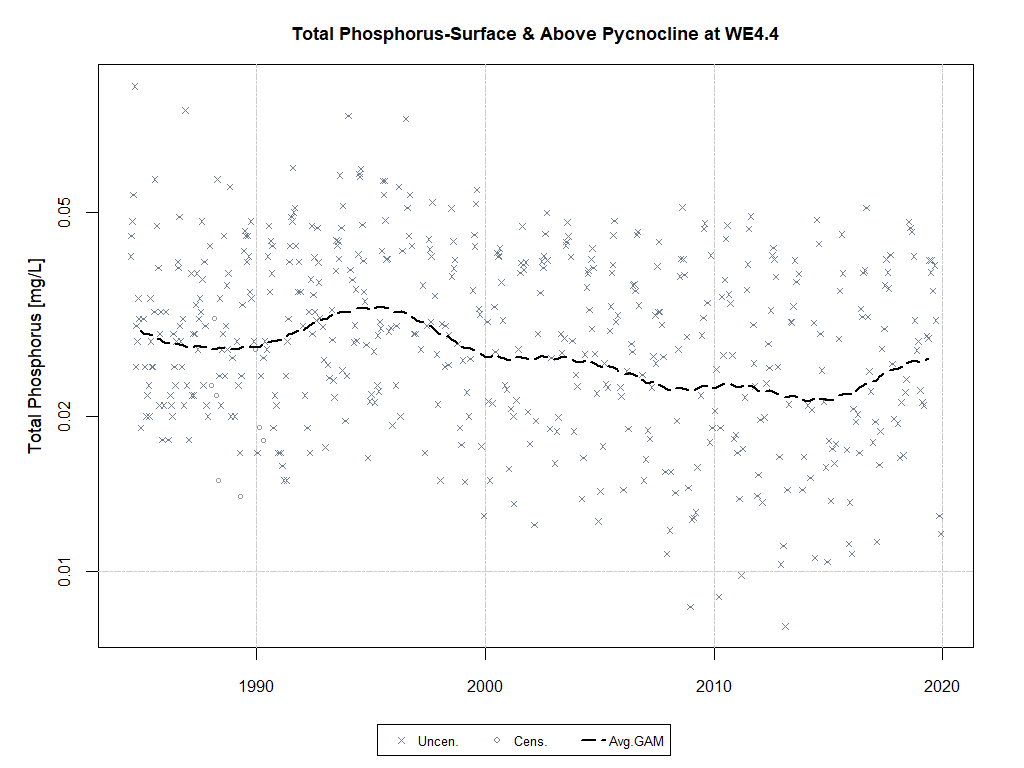 Total Phosphorus-Surface & Above Pycnocline at WE4.4
Total Phosphorus [mg/L]
0.05
0.02
0.01
1990 2000 2010 2020
Uncen. Cens. Avg.GAM